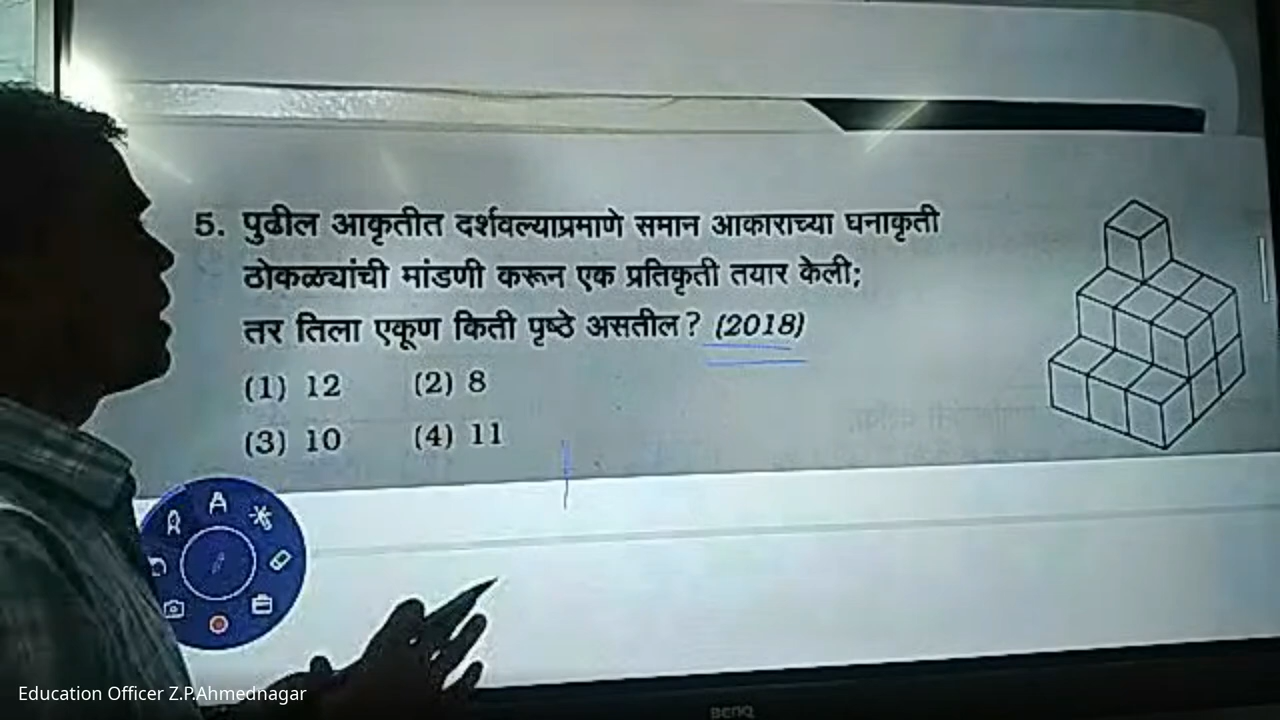 5. पुढील आकृतीत दर्शवल्याप्रमाणे समान आकाराच्या घनाकृती
ठोकळ्यांची मांडणी करून एक प्रतिकृती तयार केली;
तर तिला एकूण किती पृष्ठे असतील? (2018)
(1) 12 (2) 8
(3) 10 (4) 11
Education Officer Z.P.Ahmednagar
BenQ